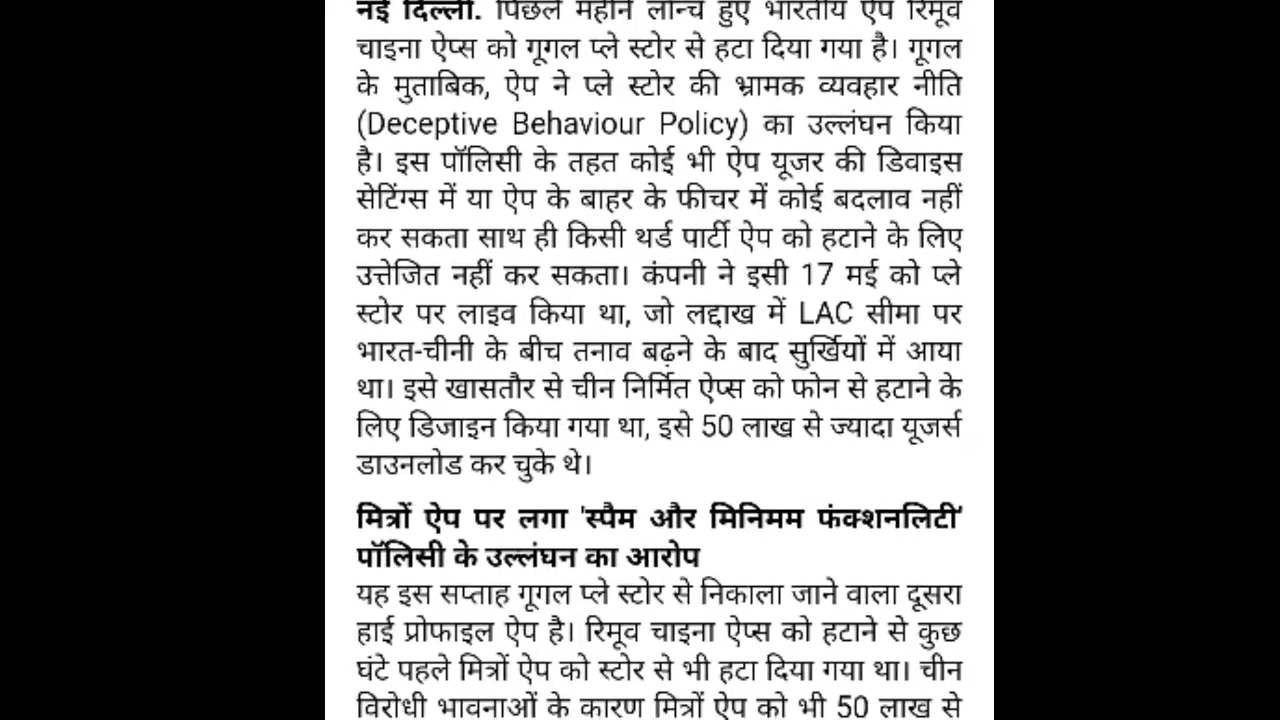 नई दिल्ली. पिछले महीने लॉन्च हुए भारतीय ऐप रिमूव
चाइना ऐप्स को गूगल प्ले स्टोर से हटा दिया गया है। गूगल
के मुताबिक, ऐप ने प्ले स्टोर की भ्रामक व्यवहार नीति
(Deceptive Behaviour Policy) का उल्लंघन किया
है। इस पॉलिसी के तहत कोई भी ऐप यूजर की डिवाइस
सेटिंग्स में या ऐप के बाहर के फीचर में कोई बदलाव नहीं
कर सकता साथ ही किसी थर्ड पार्टी ऐप को हटाने के लिए
उत्तेजित नहीं कर सकता। कंपनी ने इसी 17 मई को प्ले
स्टोर पर लाइव किया था, जो लद्दाख में LAC सीमा पर
भारत-चीनी के बीच तनाव बढ़ने के बाद सुर्खियों में आया
था। इसे खासतौर से चीन निर्मित ऐप्स को फोन से हटाने के
लिए डिजाइन किया गया था, इसे 50 लाख से ज्यादा यूजर्स
डाउनलोड कर चुके थे।
मित्रों ऐप पर लगा 'स्पैम और मिनिमम फंक्शनलिटी'
पॉलिसी के उल्लंघन का आरोप
यह इस सप्ताह गूगल प्ले स्टोर से निकाला जाने वाला दूसरा
हाई प्रोफाइल ऐप है। रिमूव चाइना ऐप्स को हटाने से कुछ
घंटे पहले मित्रों ऐप को स्टोर से भी हटा दिया गया था। चीन
विरोधी भावनाओं के कारण मित्रों ऐप को भी 50 लाख से